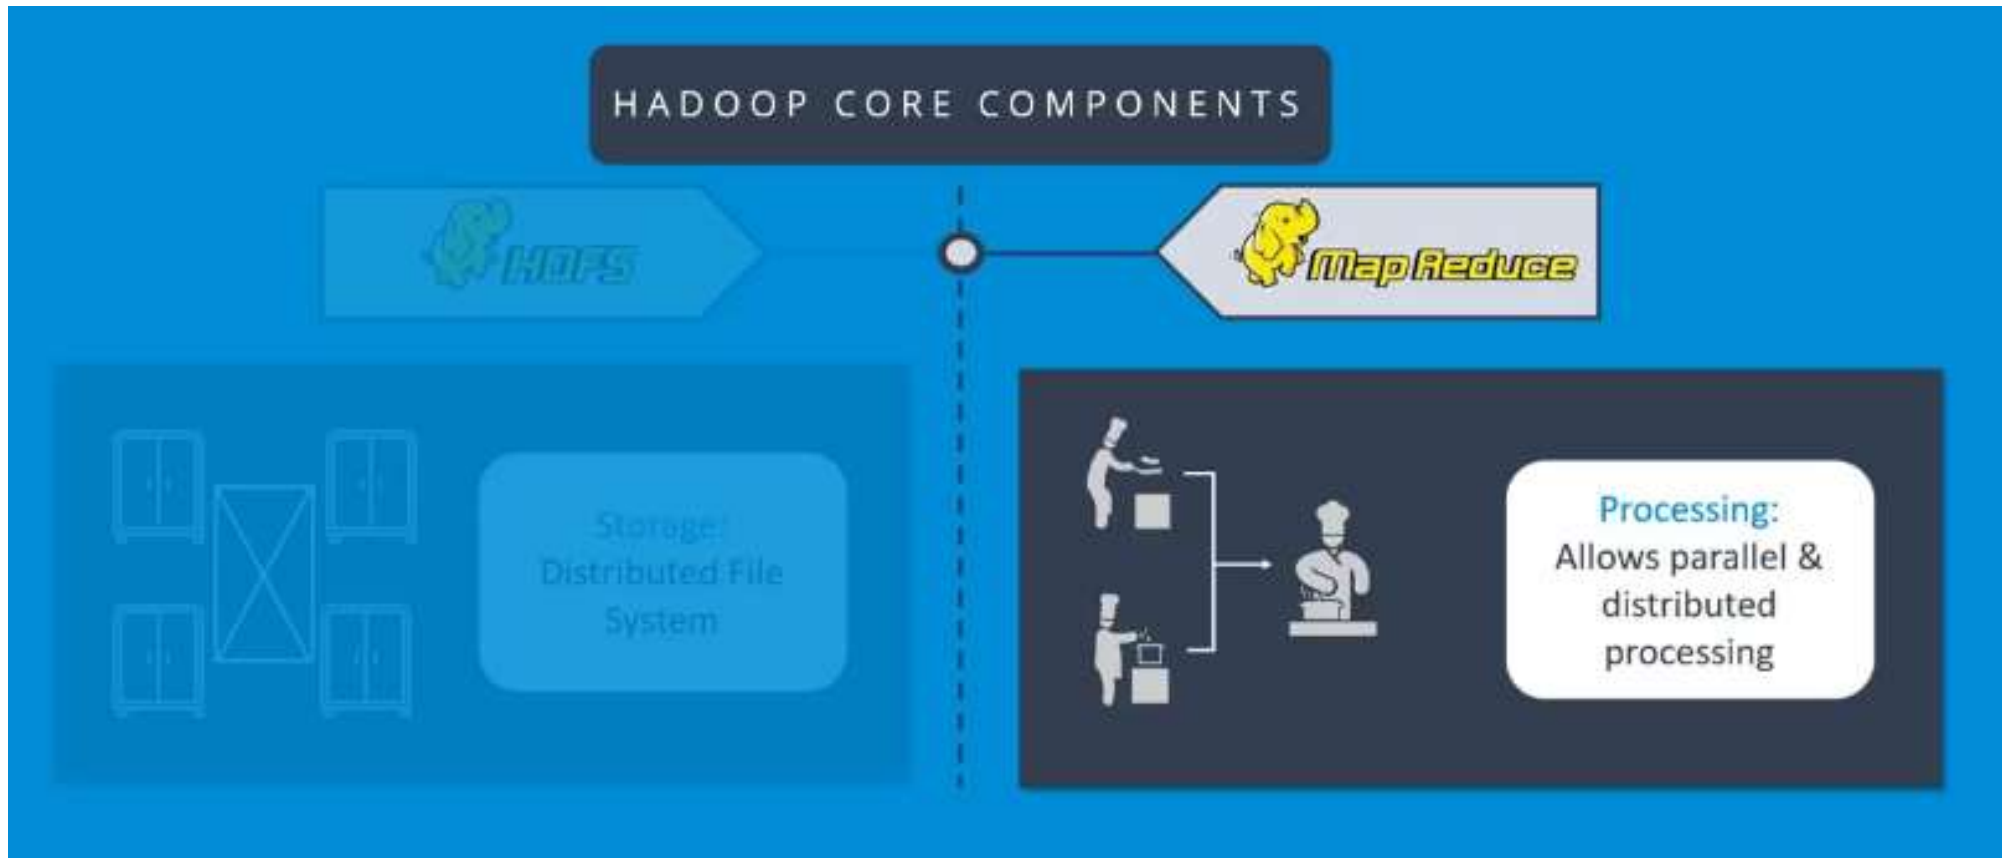 HADOOP CORE COMPONENTS
HDFS
Map Reduce
Storage:
Distributed File
System
Processing:
Allows parallel &
distributed
processing